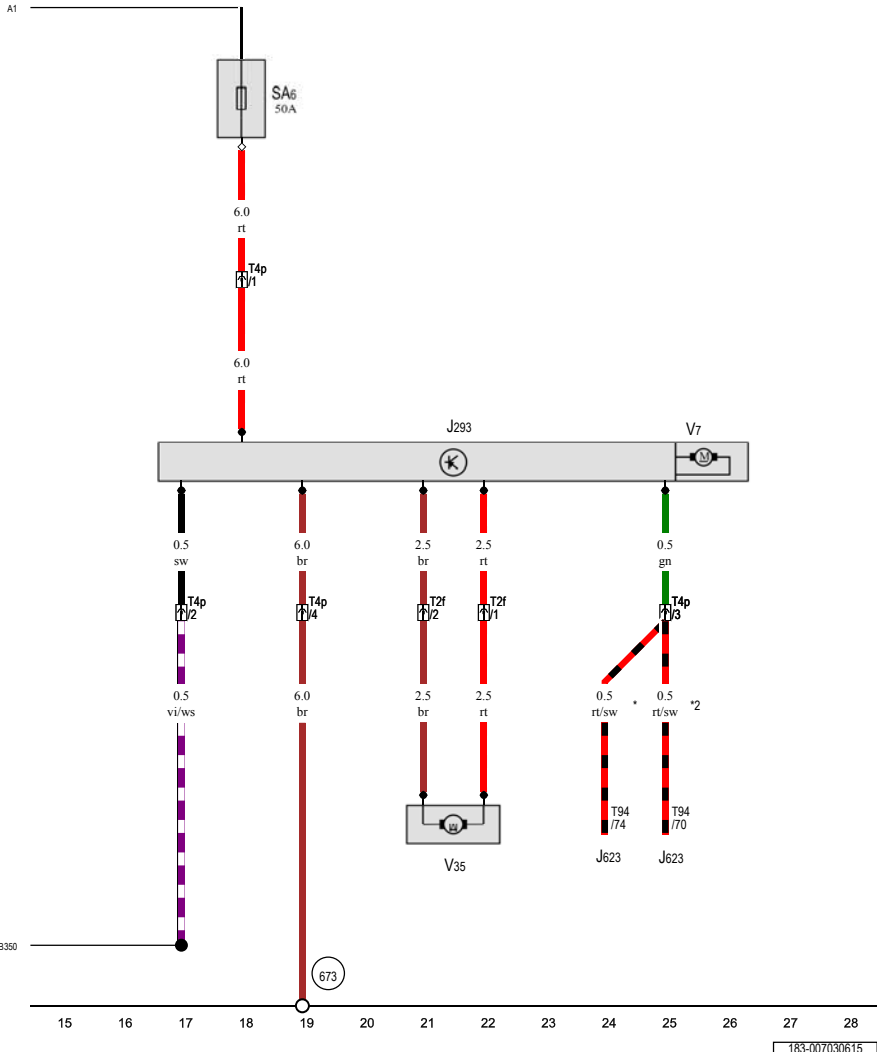 A1
SA6
50A
6.0
rt
T4p
/1
6.0
rt
J293
V7
M
0.5
sw
6.0
br
2.5
br
2.5
rt
0.5
gn
T4p
/2
T4p
/4
T2f
/2
T2f
/1
T4p
/3
0.5
vi/ws
6.0
br
2.5
br
2.5
rt
0.5
rt/sw
*
0.5
rt/sw
*2
T94
/74
T94
/70
J623
J623
V35
B350
673
15 16 17 18 19 20 21 22 23 24 25 26 27 28
183-007030615